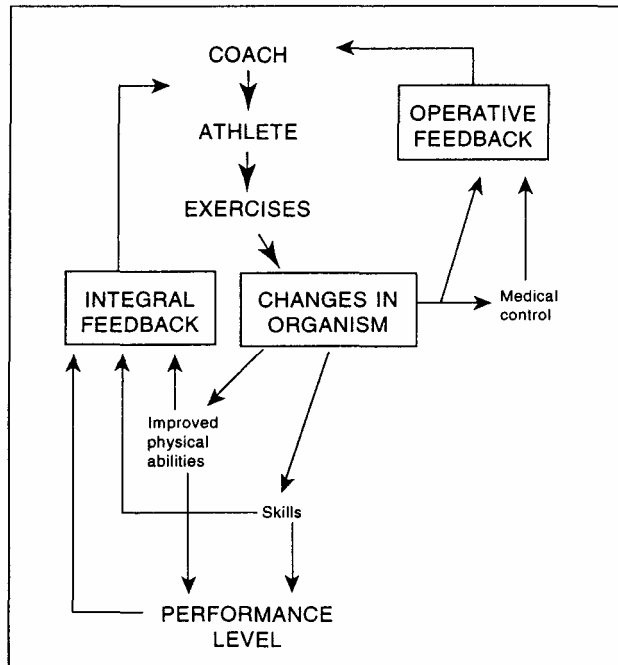 COACH
OPERATIVE
FEEDBACK
ATHLETE
EXERCISES
INTEGRAL
FEEDBACK
CHANGES IN
ORGANISM
Medical
control
Improved
physical
abilities
Skills
PERFORMANCE
LEVEL